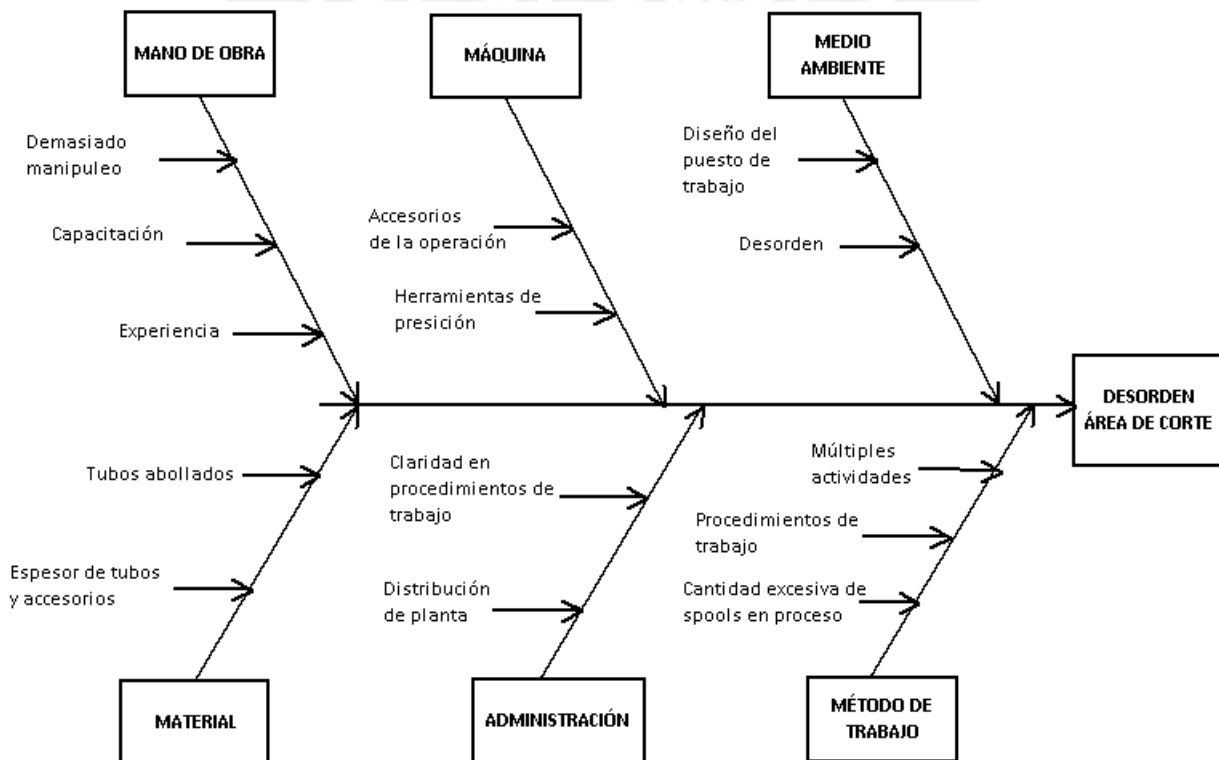 MANO DE OBRA
MÁQUINA
MEDIO
AMBIENTE
Demasiado
manipuleo
Capacitación
Experiencia
Accesorios
de la operación
Herramientas de
presición
Diseño del
puesto de
trabajo
Desorden
DESORDEN
ÁREA DE CORTE
Tubos abollados
Espesor de tubos
y accesorios
Claridad en
procedimientos de
trabajo
Distribución
de planta
Múltiples
actividades
Procedimientos de
trabajo
Cantidad excesiva de
spools en proceso
MATERIAL
ADMINISTRACIÓN
MÉTODO DE
TRABAJO